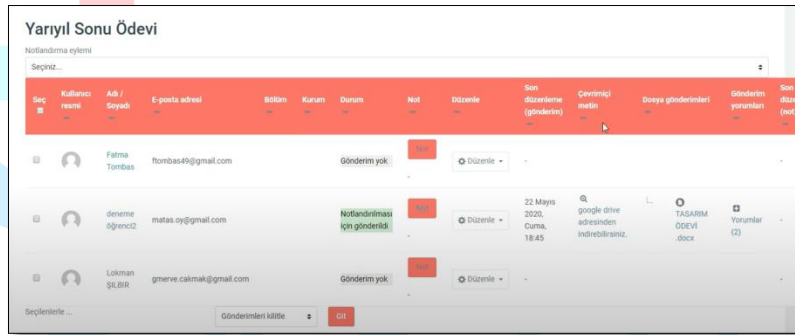 Yarıyıl Sonu Ödevi
Notlandırma eylemi
Seçiniz...
Seç
Kullanıcı resmi
Adı / Soyadı
E-posta adresi
Bölüm
Kurum
Durum
Not
Düzenle
Son düzenleme (gönderim)
Çevrimiçi metin
Dosya gönderimleri
Gönderim yorumları
Son
(not)
Fatma Tombas
ftombas49@gmail.com
Gönderim yok
Not
-
Düzenle
-
-
deneme öğrenci2
matas.oy@gmail.com
Notlandırılması için gönderildi
Not
-
Düzenle
22 Mayıs 2020, Cuma, 18:45
google drive adresinden indirebilirsiniz.
TASARIM ÖDEVİ .docx
Yorumlar (2)
-
Lokman ŞILBIR
gmerve.cakmak@gmail.com
Gönderim yok
Not
-
Düzenle
-
-
Seçilenlerle ...
Gönderimleri kilitle
Git